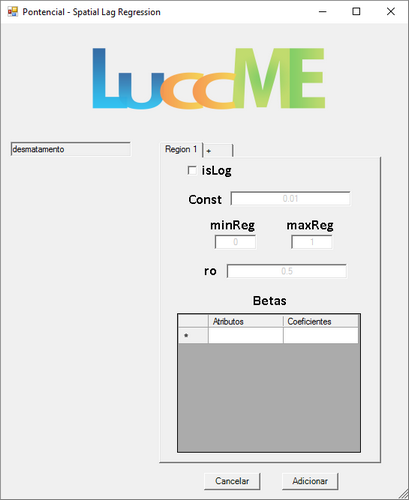 Pontencial - Spatial Lag Regression
LuccME
desmatamento
Region 1
+
isLog
Const
0.01
minReg
maxReg
0
1
ro
0.5
Betas
Atributos
Coeficientes
*
Cancelar
Adicionar